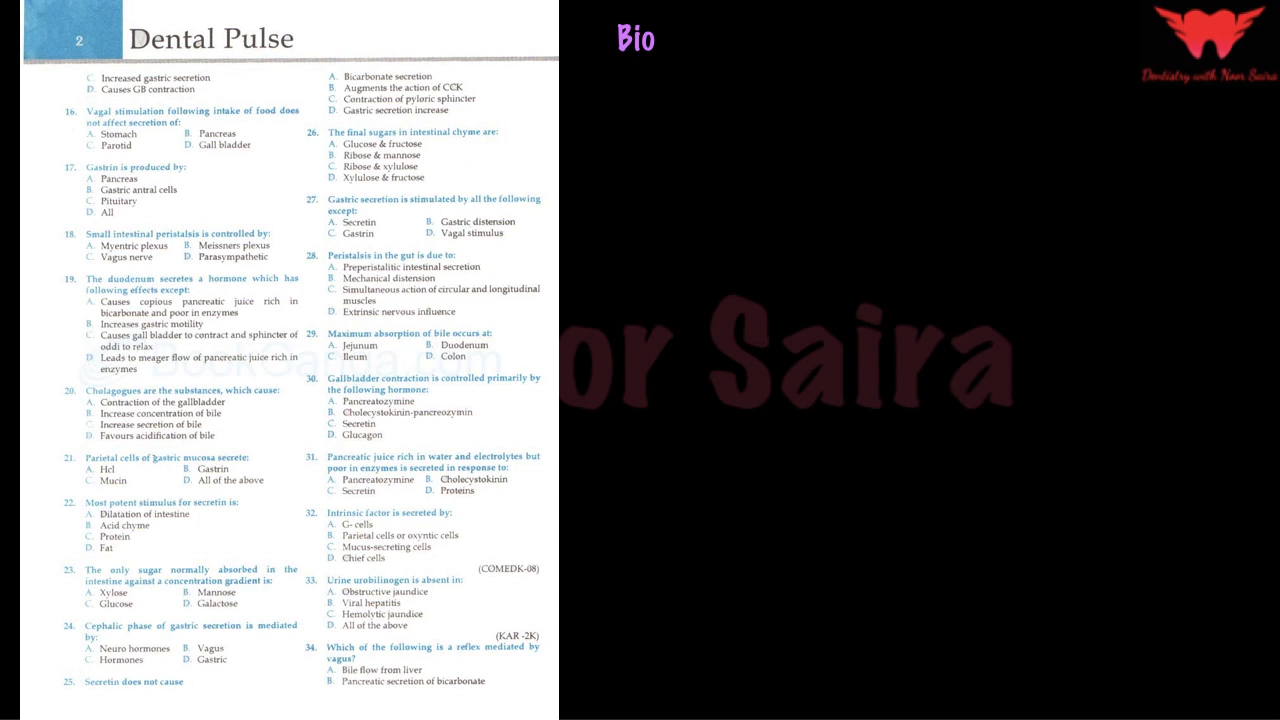 2
Dental Pulse
C. Increased gastric secretion
D. Causes GB contraction
16. Vagal stimulation following intake of food does
not affect secretion of:
A. Stomach B. Pancreas
C. Parotid D. Gall bladder
17. Gastrin is produced by:
A. Pancreas
B. Gastric antral cells
C. Pituitary
D. All
18. Small intestinal peristalsis is controlled by:
A. Myentric plexus B. Meissners plexus
C. Vagus nerve D. Parasympathetic
19. The duodenum secretes a hormone which has
following effects except:
A. Causes copious pancreatic juice rich in
bicarbonate and poor in enzymes
B. Increases gastric motility
C. Causes gall bladder to contract and sphincter of
oddi to relax
D. Leads to meager flow of pancreatic juice rich in
enzymes
20. Cholagogues are the substances, which cause:
A. Contraction of the gallbladder
B. Increase concentration of bile
C. Increase secretion of bile
D. Favours acidification of bile
21. Parietal cells of gastric mucosa secrete:
A. Hcl B. Gastrin
C. Mucin D. All of the above
22. Most potent stimulus for secretin is:
A. Dilatation of intestine
B. Acid chyme
C. Protein
D. Fat
23. The only sugar normally absorbed in the
intestine against a concentration gradient is:
A. Xylose B. Mannose
C. Glucose D. Galactose
24. Cephalic phase of gastric secretion is mediated
by:
A. Neuro hormones B. Vagus
C. Hormones D. Gastric
25. Secretin does not cause
A. Bicarbonate secretion
B. Augments the action of CCK
C. Contraction of pyloric sphincter
D. Gastric secretion increase
26. The final sugars in intestinal chyme are:
A. Glucose & fructose
B. Ribose & mannose
C. Ribose & xylulose
D. Xylulose & fructose
27. Gastric secretion is stimulated by all the following
except:
A. Secretin B. Gastric distension
C. Gastrin D. Vagal stimulus
28. Peristalsis in the gut is due to:
A. Preperistalitic intestinal secretion
B. Mechanical distension
C. Simultaneous action of circular and longitudinal
muscles
D. Extrinsic nervous influence
29. Maximum absorption of bile occurs at:
A. Jejunum B. Duodenum
C. Ileum D. Colon
30. Gallbladder contraction is controlled primarily by
the following hormone:
A. Pancreatozymine
B. Cholecystokinin-pancreozymin
C. Secretin
D. Glucagon
31. Pancreatic juice rich in water and electrolytes but
poor in enzymes is secreted in response to:
A. Pancreatozymine B. Cholecystokinin
C. Secretin D. Proteins
32. Intrinsic factor is secreted by:
A. G- cells
B. Parietal cells or oxyntic cells
C. Mucus-secreting cells
D. Chief cells
(COMEDK-08)
33. Urine urobilinogen is absent in:
A. Obstructive jaundice
B. Viral hepatitis
C. Hemolytic jaundice
D. All of the above
(KAR -2K)
34. Which of the following is a reflex mediated by
vagus?
A. Bile flow from liver
B. Pancreatic secretion of bicarbonate
Bio
Dentistry with Noor Saira
or Saira